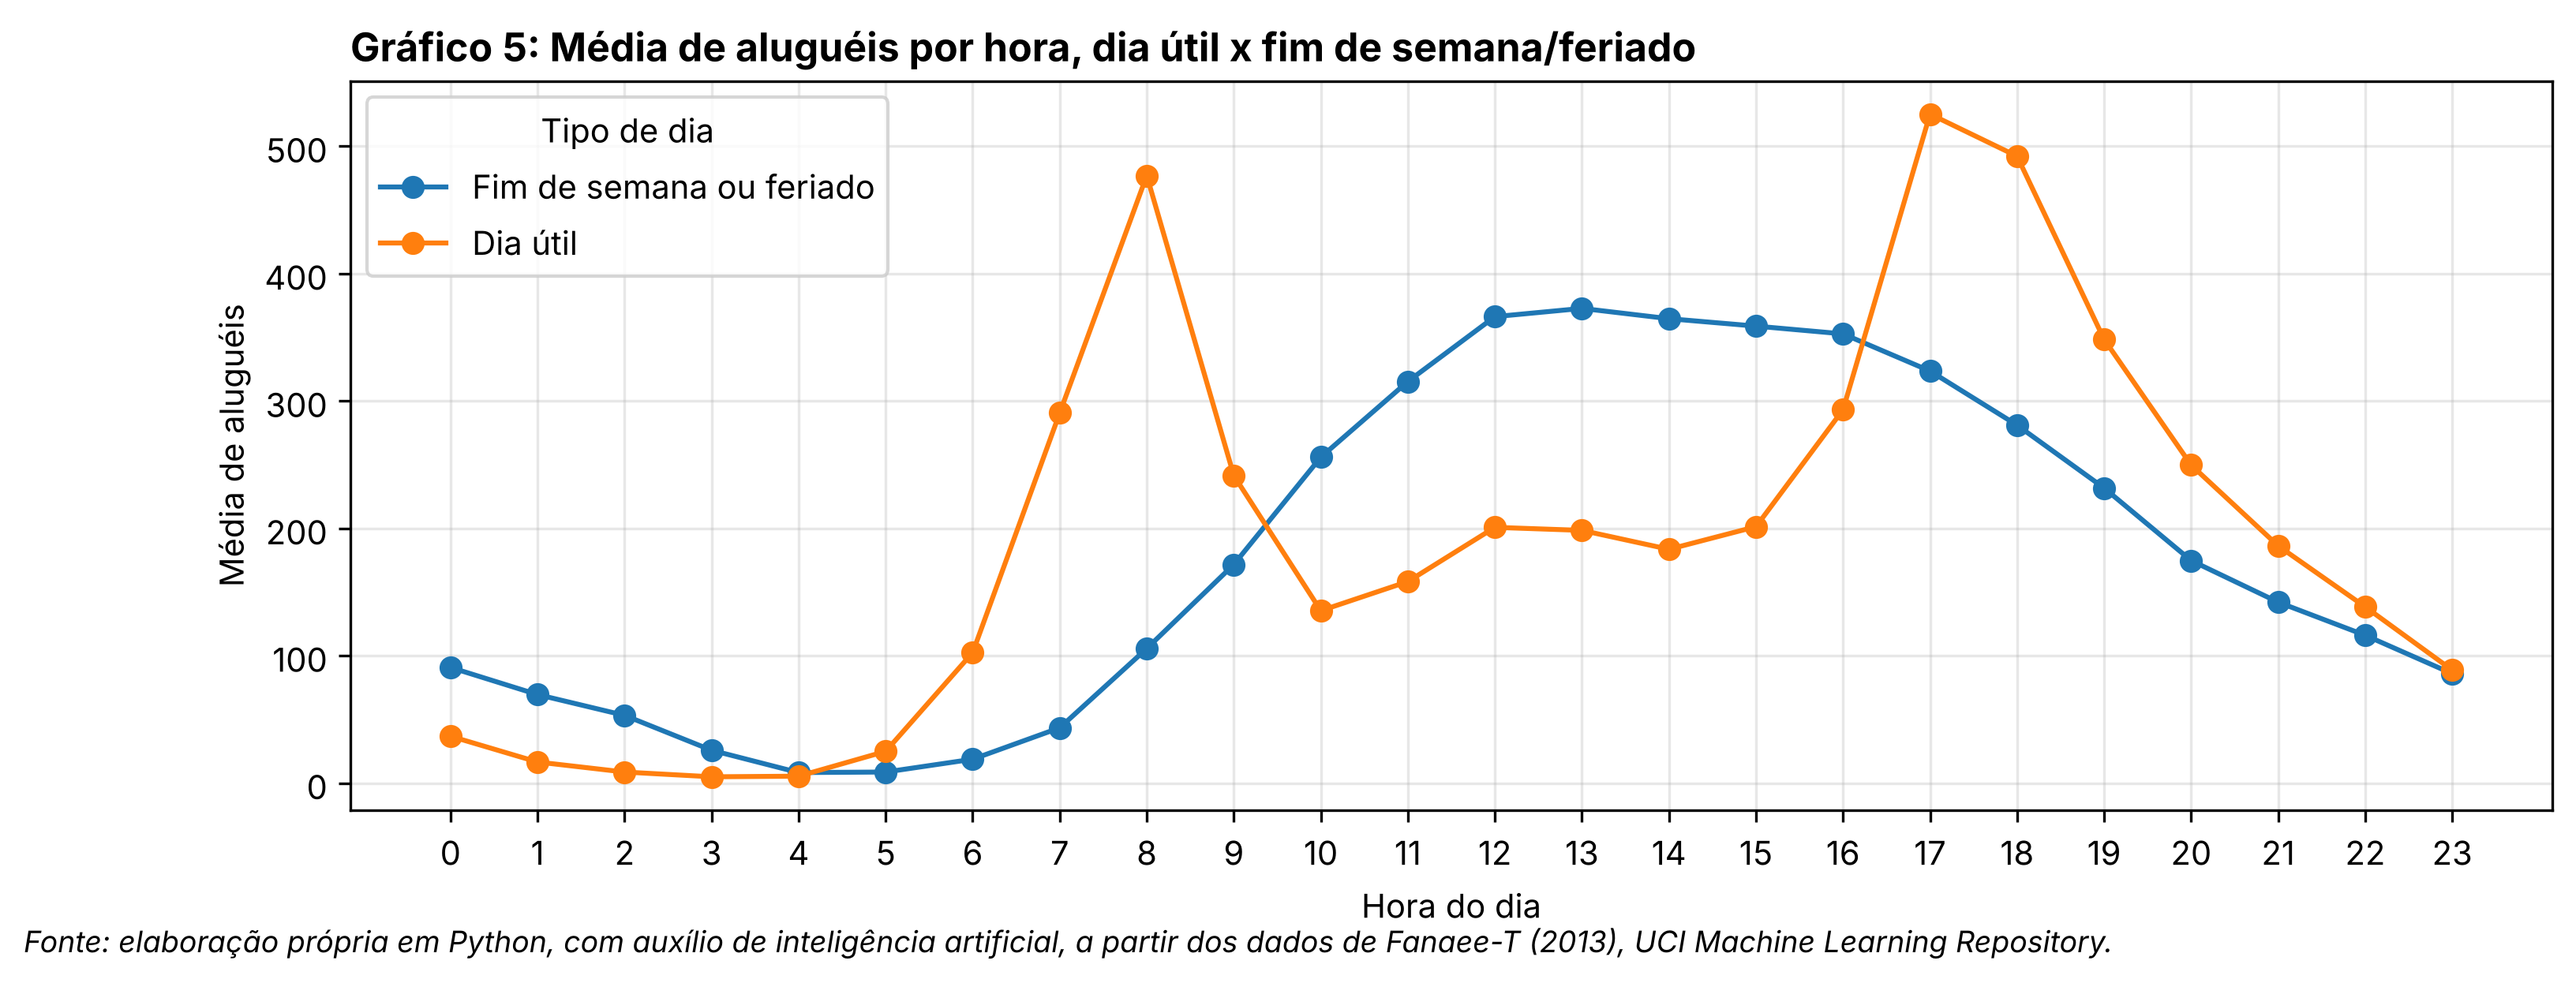 Gráfico 5: Média de aluguéis por hora, dia útil x fim de semana/feriado
Tipo de dia
Fim de semana ou feriado
Dia útil
Média de aluguéis
500
400
300
200
100
0
0 1 2 3 4 5 6 7 8 9 10 11 12 13 14 15 16 17 18 19 20 21 22 23
Hora do dia
Fonte: elaboração própria em Python, com auxílio de inteligência artificial, a partir dos dados de Fanaee-T (2013), UCI Machine Learning Repository.